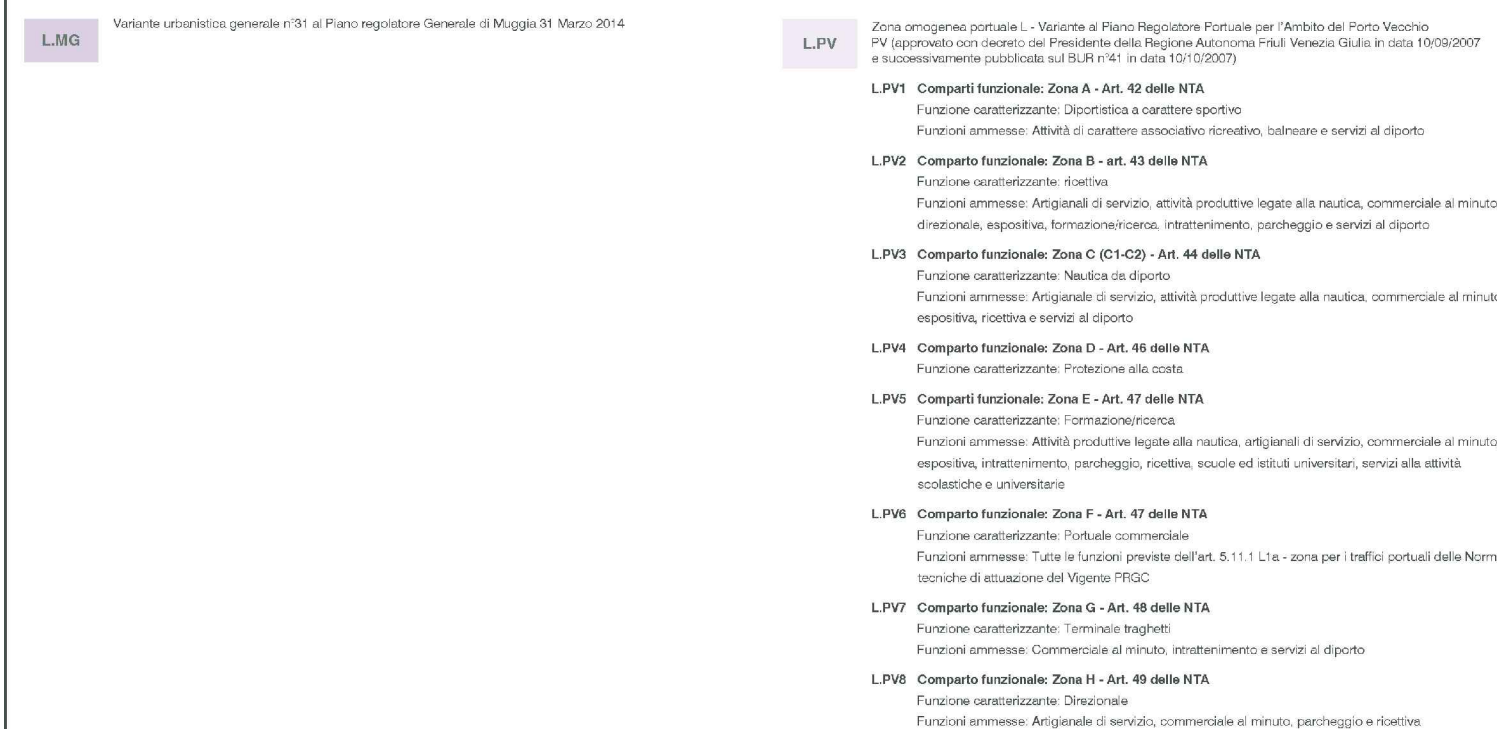 L.MG
Variante urbanistica generale n°31 al Piano regolatore Generale di Muggia 31 Marzo 2014
L.PV
Zona omogenea portuale L - Variante al Piano Regolatore Portuale per l'Ambito del Porto Vecchio
PV (approvato con decreto del Presidente della Regione Autonoma Friuli Venezia Giulia in data 10/09/2007
e successivamente pubblicata sul BUR n°41 in data 10/10/2007)
L.PV1 Comparti funzionale: Zona A - Art. 42 delle NTA
Funzione caratterizzante: Diportistica a carattere sportivo
Funzioni ammesse: Attività di carattere associativo ricreativo, balneare e servizi al diporto
L.PV2 Comparto funzionale: Zona B - art. 43 delle NTA
Funzione caratterizzante: ricettiva
Funzioni ammesse: Artigianali di servizio, attività produttive legate alla nautica, commerciale al minuto
direzionale, espositiva, formazione/ricerca, intrattenimento, parcheggio e servizi al diporto
L.PV3 Comparto funzionale: Zona C (C1-C2) - Art. 44 delle NTA
Funzione caratterizzante: Nautica da diporto
Funzioni ammesse: Artigianale di servizio, attività produttive legate alla nautica, commerciale al minuto
espositiva, ricettiva e servizi al diporto
L.PV4 Comparto funzionale: Zona D - Art. 46 delle NTA
Funzione caratterizzante: Protezione alla costa
L.PV5 Comparti funzionale: Zona E - Art. 47 delle NTA
Funzione caratterizzante: Formazione/ricerca
Funzioni ammesse: Attività produttive legate alla nautica, artigianali di servizio, commerciale al minuto,
espositiva, intrattenimento, parcheggio, ricettiva, scuole ed istituti universitari, servizi alla attività
scolastiche e universitarie
L.PV6 Comparto funzionale: Zona F - Art. 47 delle NTA
Funzione caratterizzante: Portuale commerciale
Funzioni ammesse: Tutte le funzioni previste dell'art. 5.11.1 L1a - zona per i traffici portuali delle Norm
tecniche di attuazione del Vigente PRGC
L.PV7 Comparto funzionale: Zona G - Art. 48 delle NTA
Funzione caratterizzante: Terminale traghetti
Funzioni ammesse: Commerciale al minuto, intrattenimento e servizi al diporto
L.PV8 Comparto funzionale: Zona H - Art. 49 delle NTA
Funzione caratterizzante: Direzionale
Funzioni ammesse: Artigianale di servizio, commerciale al minuto, parcheggio e ricettiva